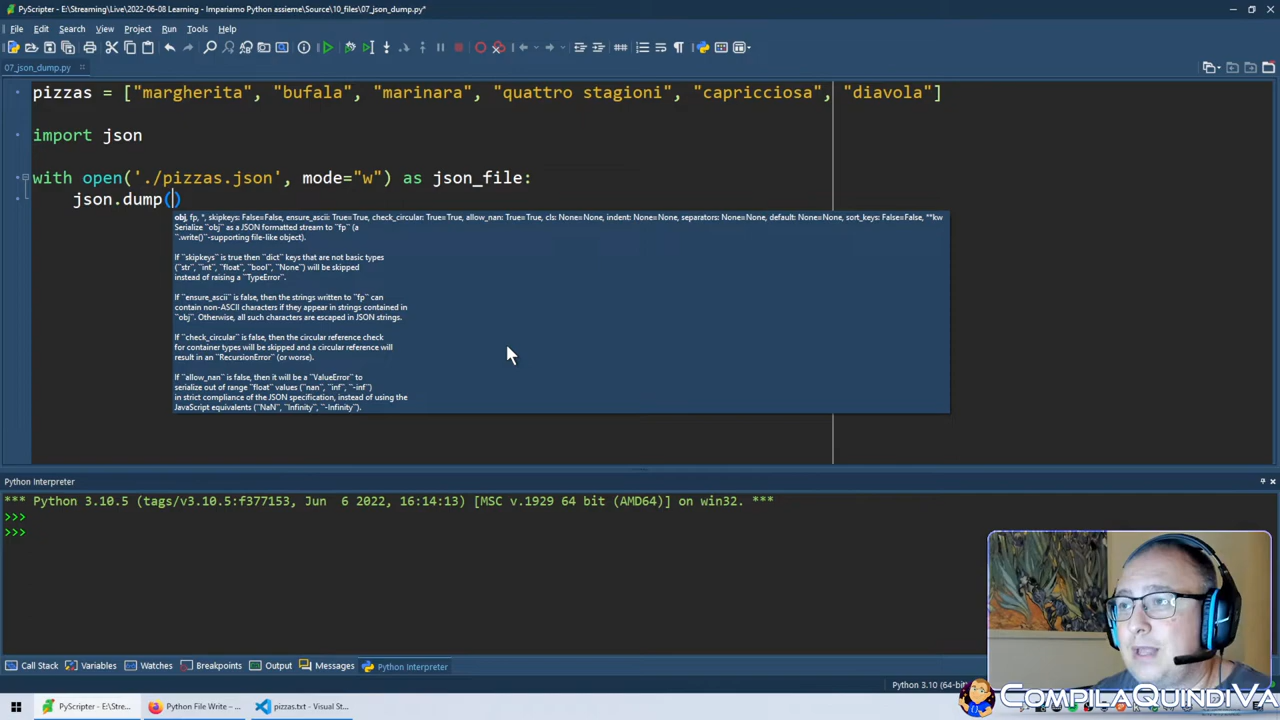 PyScripter - E:\Streaming\Live\2022-06-08 Learning - Impariamo Python assieme\Source\10_files\07_json_dump.py*
File Edit Search View Project Run Tools Help
07_json_dump.py
pizzas = ["margherita", "bufala", "marinara", "quattro stagioni", "capricciosa", "diavola"]
import json
with open('./pizzas.json', mode="w") as json_file:
json.dump()
obj, fp, *, skipkeys: False=False, ensure_ascii: True=True, check_circular: True=True, allow_nan: True=True, cls: None=None, indent: None=None, separators: None=None, default: None=None, sort_keys: False=False, **kw
Serialize ``obj`` as a JSON formatted stream to ``fp`` (a
``.write()``-supporting file-like object).
If ``skipkeys`` is true then ``dict`` keys that are not basic types
(``str``, ``int``, ``float``, ``bool``, ``None``) will be skipped
instead of raising a ``TypeError``.
If ``ensure_ascii`` is false, then the strings written to ``fp`` can
contain non-ASCII characters if they appear in strings contained in
``obj``. Otherwise, all such characters are escaped in JSON strings.
If ``check_circular`` is false, then the circular reference check
for container types will be skipped and a circular reference will
result in an ``RecursionError`` (or worse).
If ``allow_nan`` is false, then it will be a ``ValueError`` to
serialize out of range ``float`` values (``nan``, ``inf``, ``-inf``)
in strict compliance of the JSON specification, instead of using the
JavaScript equivalents (``NaN``, ``Infinity``, ``-Infinity``).
Python Interpreter
*** Python 3.10.5 (tags/v3.10.5:f377153, Jun  6 2022, 16:14:13) [MSC v.1929 64 bit (AMD64)] on win32. ***
>>>
>>>
Call Stack Variables Watches Breakpoints Output Messages Python Interpreter
Python 3.10 (64-bit)
PyScripter - E:\Stre... Python File Write – ... pizzas.txt - Visual St...
CompilaQuindiVa